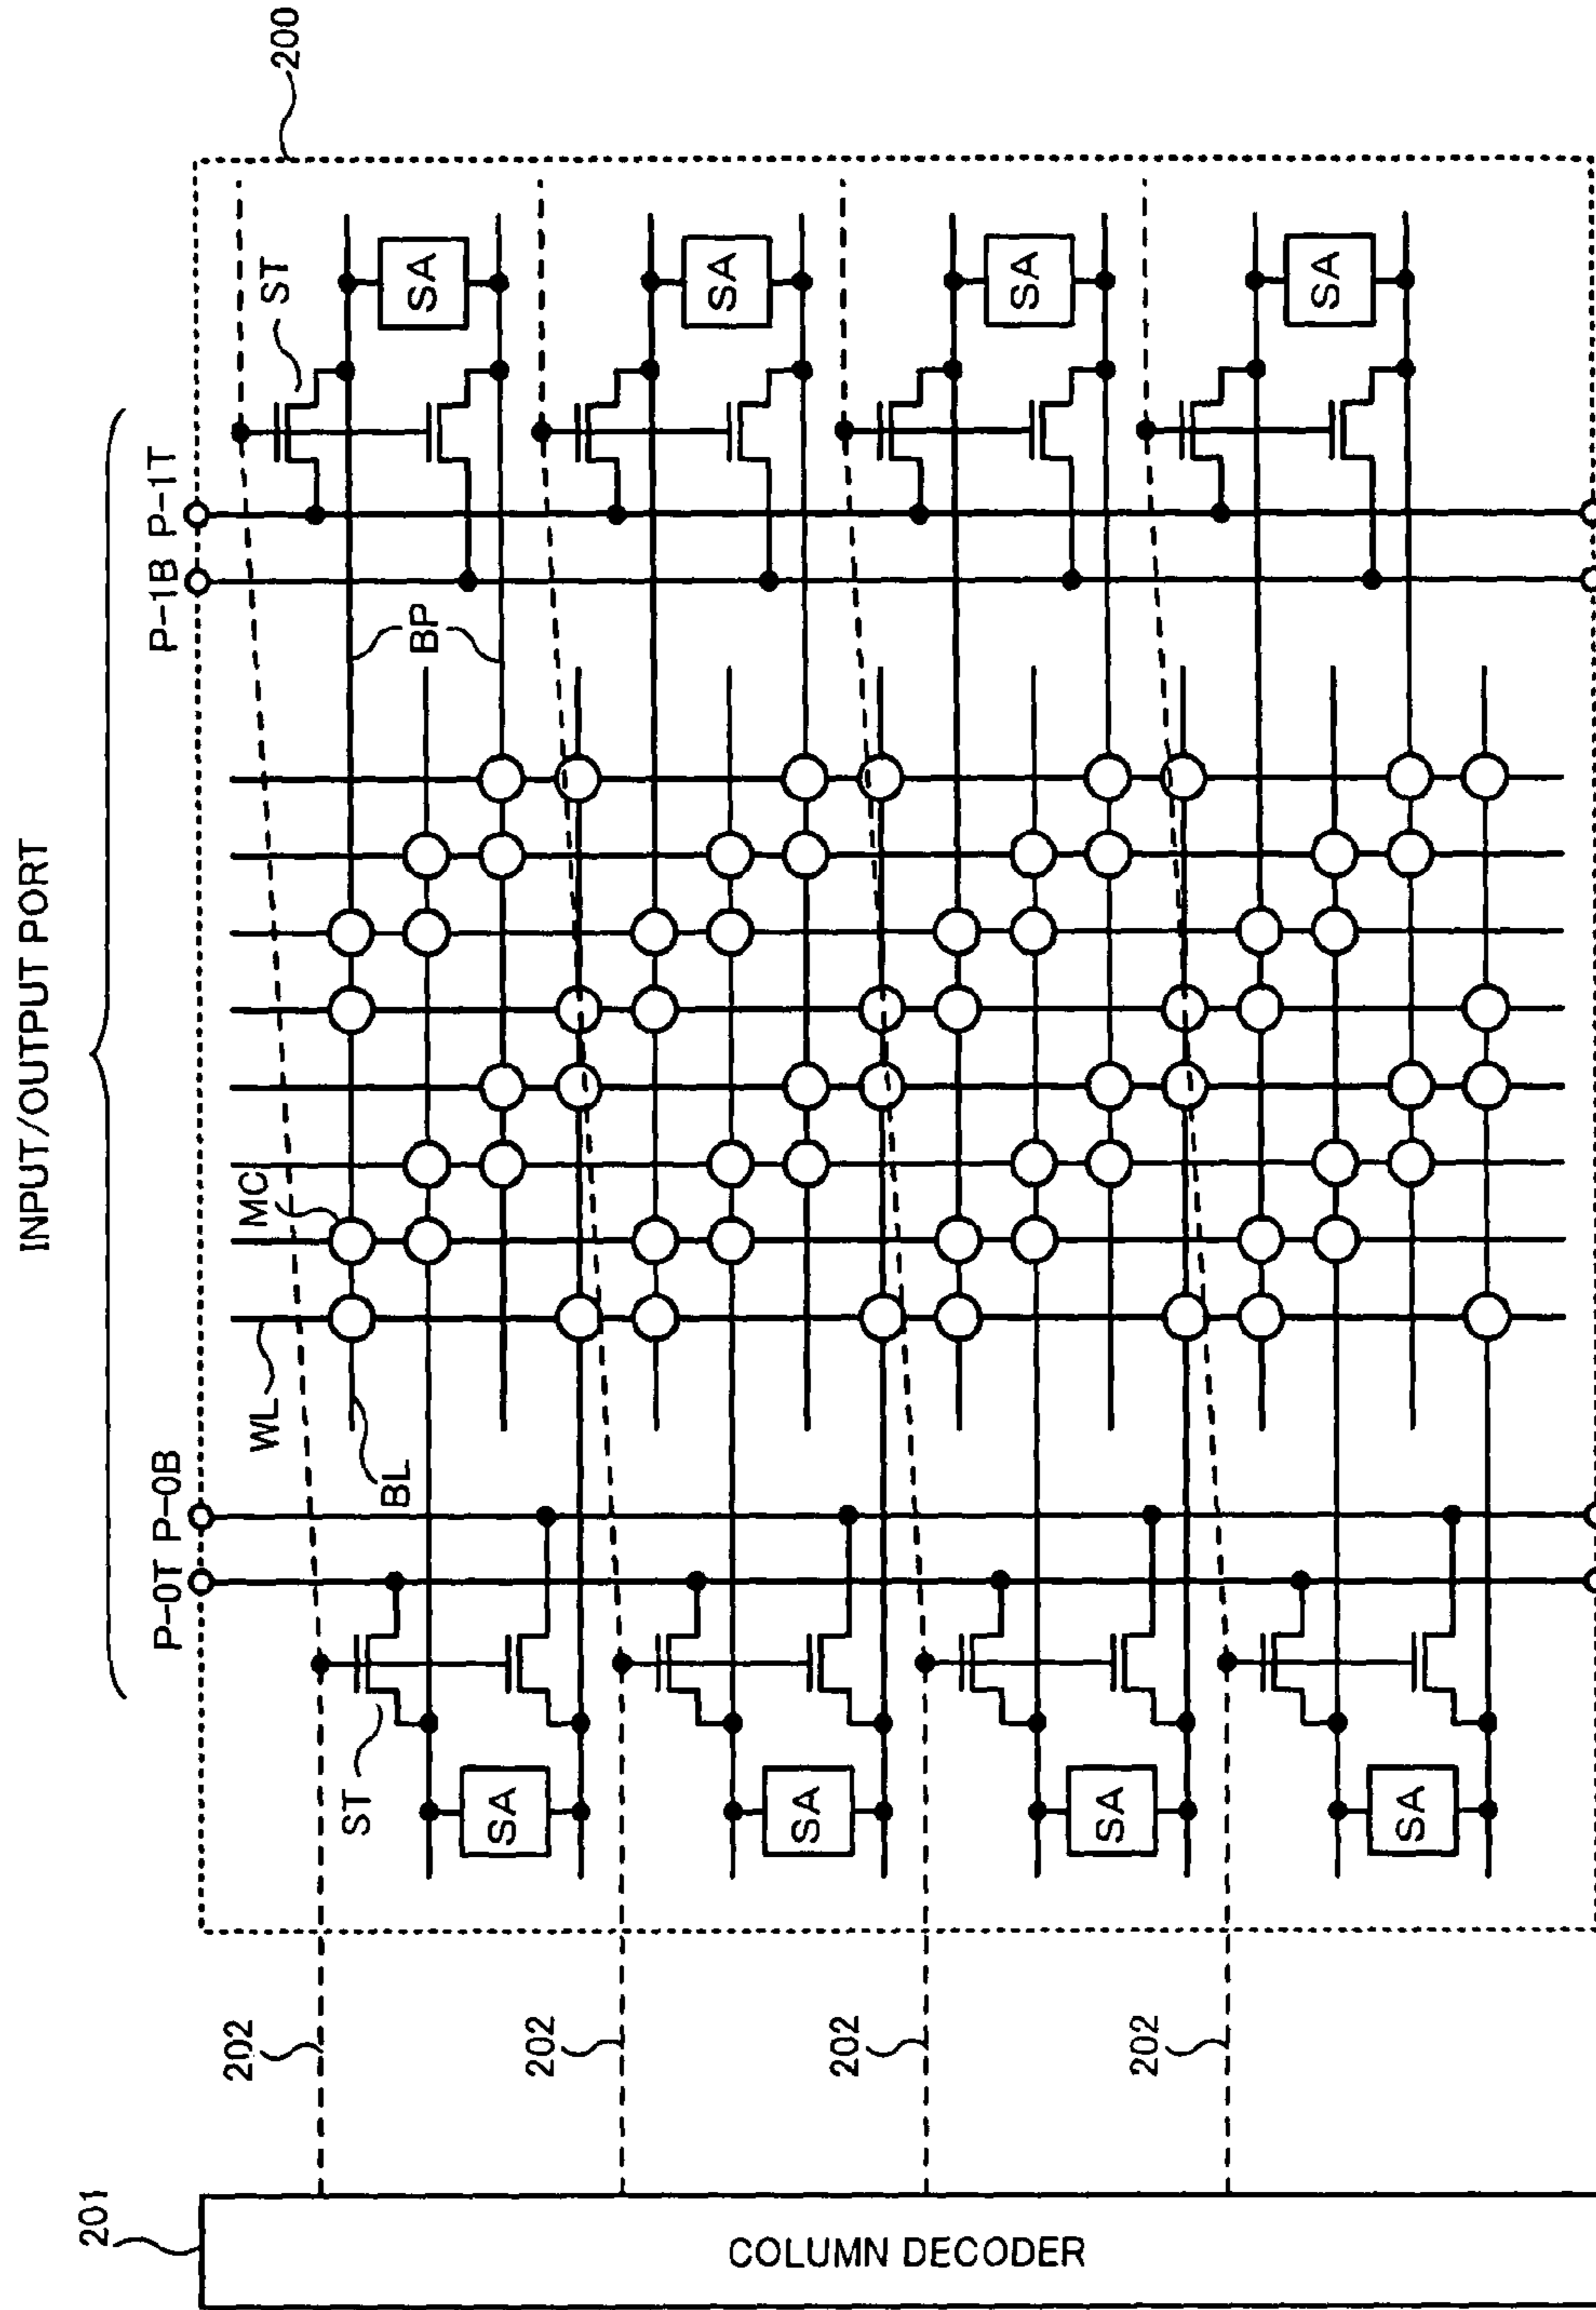 INPUT/OUTPUT PORT
P-0T P-0B
P-1B P-1T
200
201
COLUMN DECODER
202
202
202
202
ST
WL
BL
MC
BP
ST
SA
SA
SA
SA
SA
SA
SA
SA